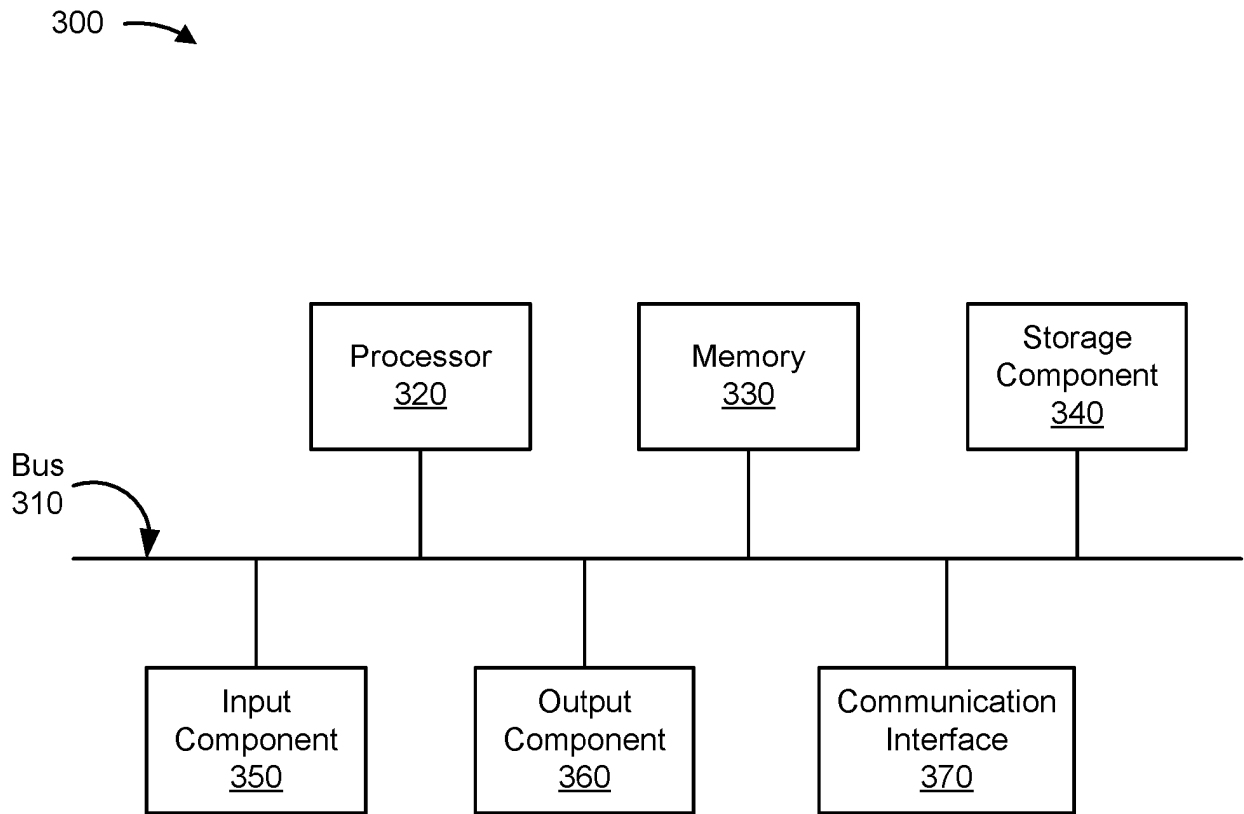 300
Processor
320
Memory
330
Storage
Component
340
Bus
310
Input
Component
350
Output
Component
360
Communication
Interface
370